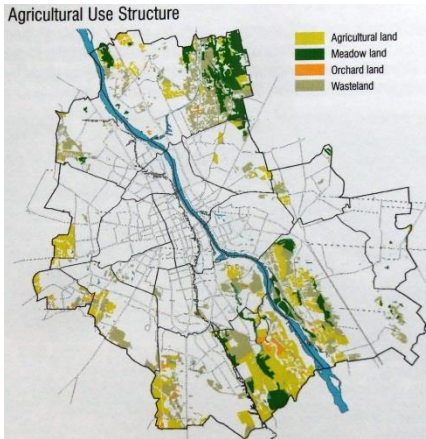 Agricultural Use Structure
Agricultural land
Meadow land
Orchard land
Wasteland